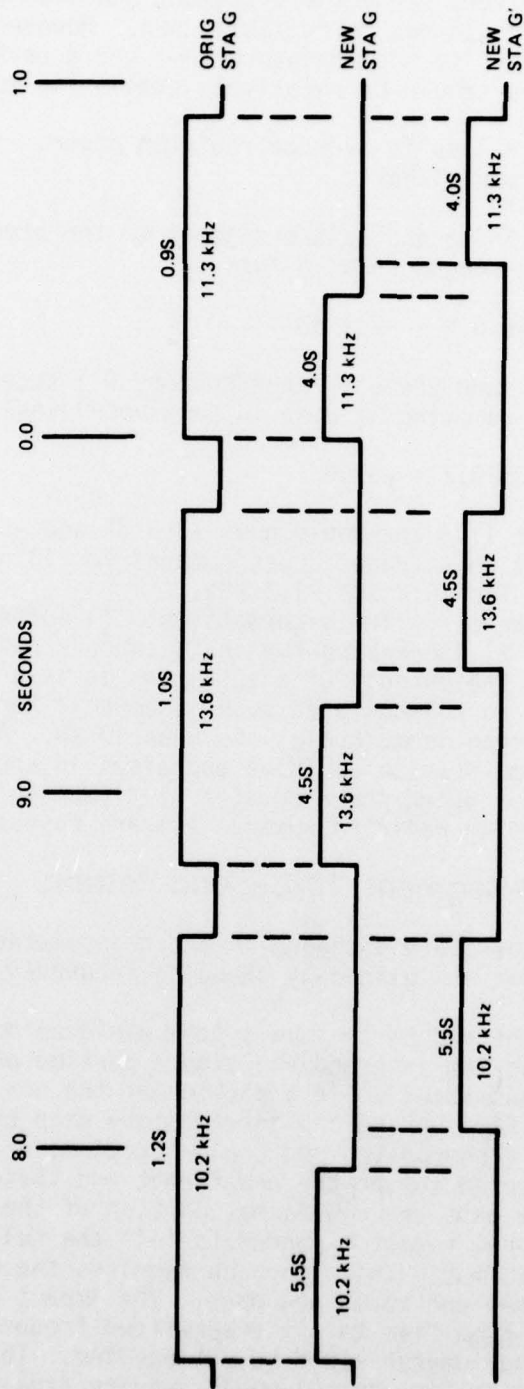 SECONDS
8.0 9.0 0.0 1.0
1.2S 1.0S 0.9S ORIG
10.2 kHz 13.6 kHz 11.3 kHz STA G
5.5S 4.5S 4.0S NEW
10.2 kHz 13.6 kHz 11.3 kHz STA G
5.5S 4.5S 4.0S NEW
10.2 kHz 13.6 kHz 11.3 kHz STA G'